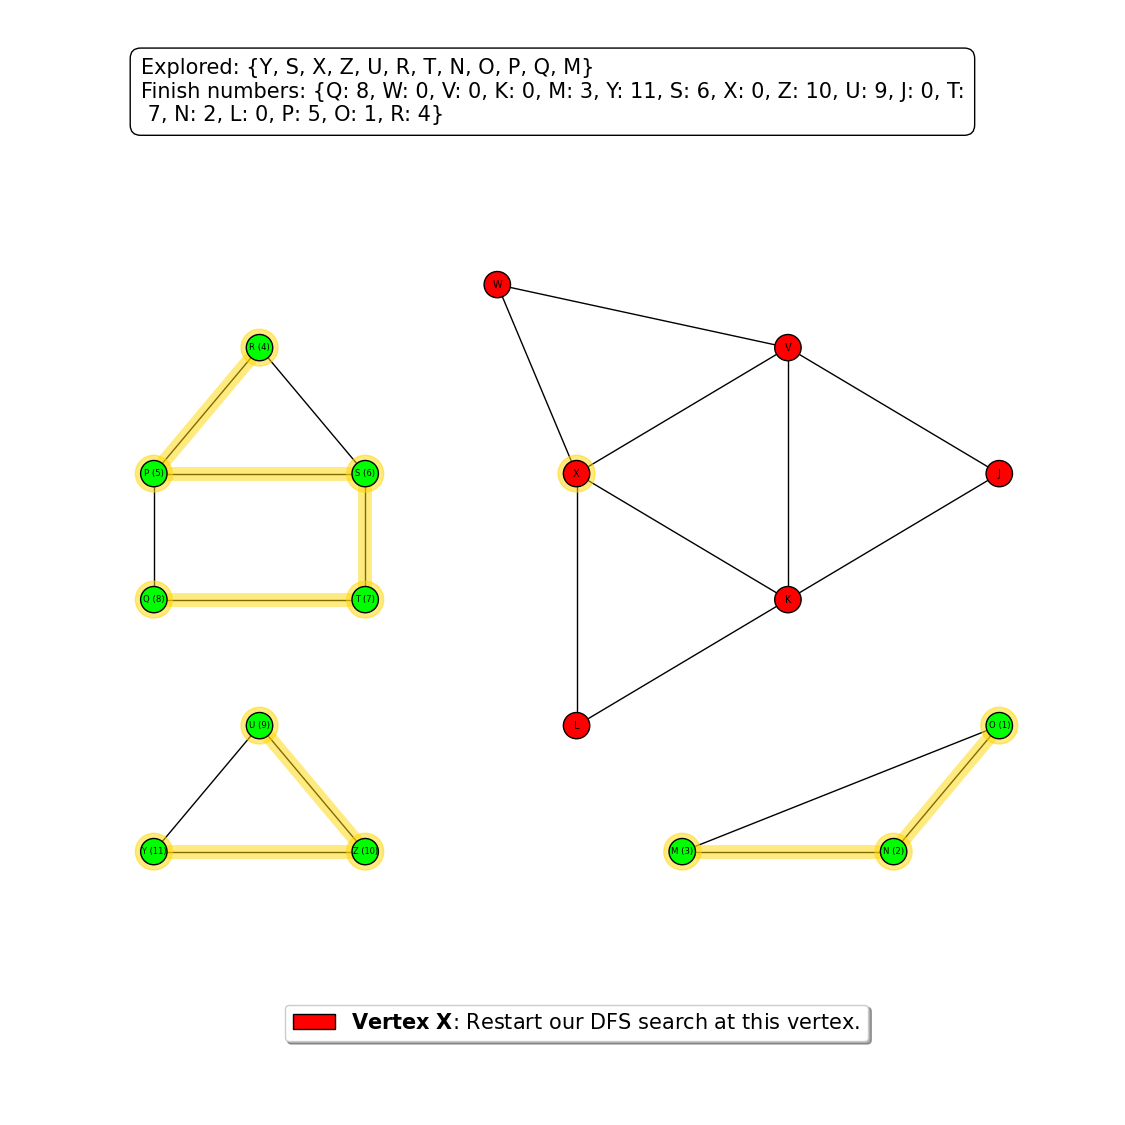 Explored: {Y, S, X, Z, U, R, T, N, O, P, Q, M}
Finish numbers: {Q: 8, W: 0, V: 0, K: 0, M: 3, Y: 11, S: 6, X: 0, Z: 10, U: 9, J: 0, T:
7, N: 2, L: 0, P: 5, O: 1, R: 4}
W
R (4)
V
P (5)
S (6)
X
J
Q (8)
T (7)
K
U (9)
L
O (1)
Y (11)
Z (10)
M (3)
N (2)
Vertex X: Restart our DFS search at this vertex.